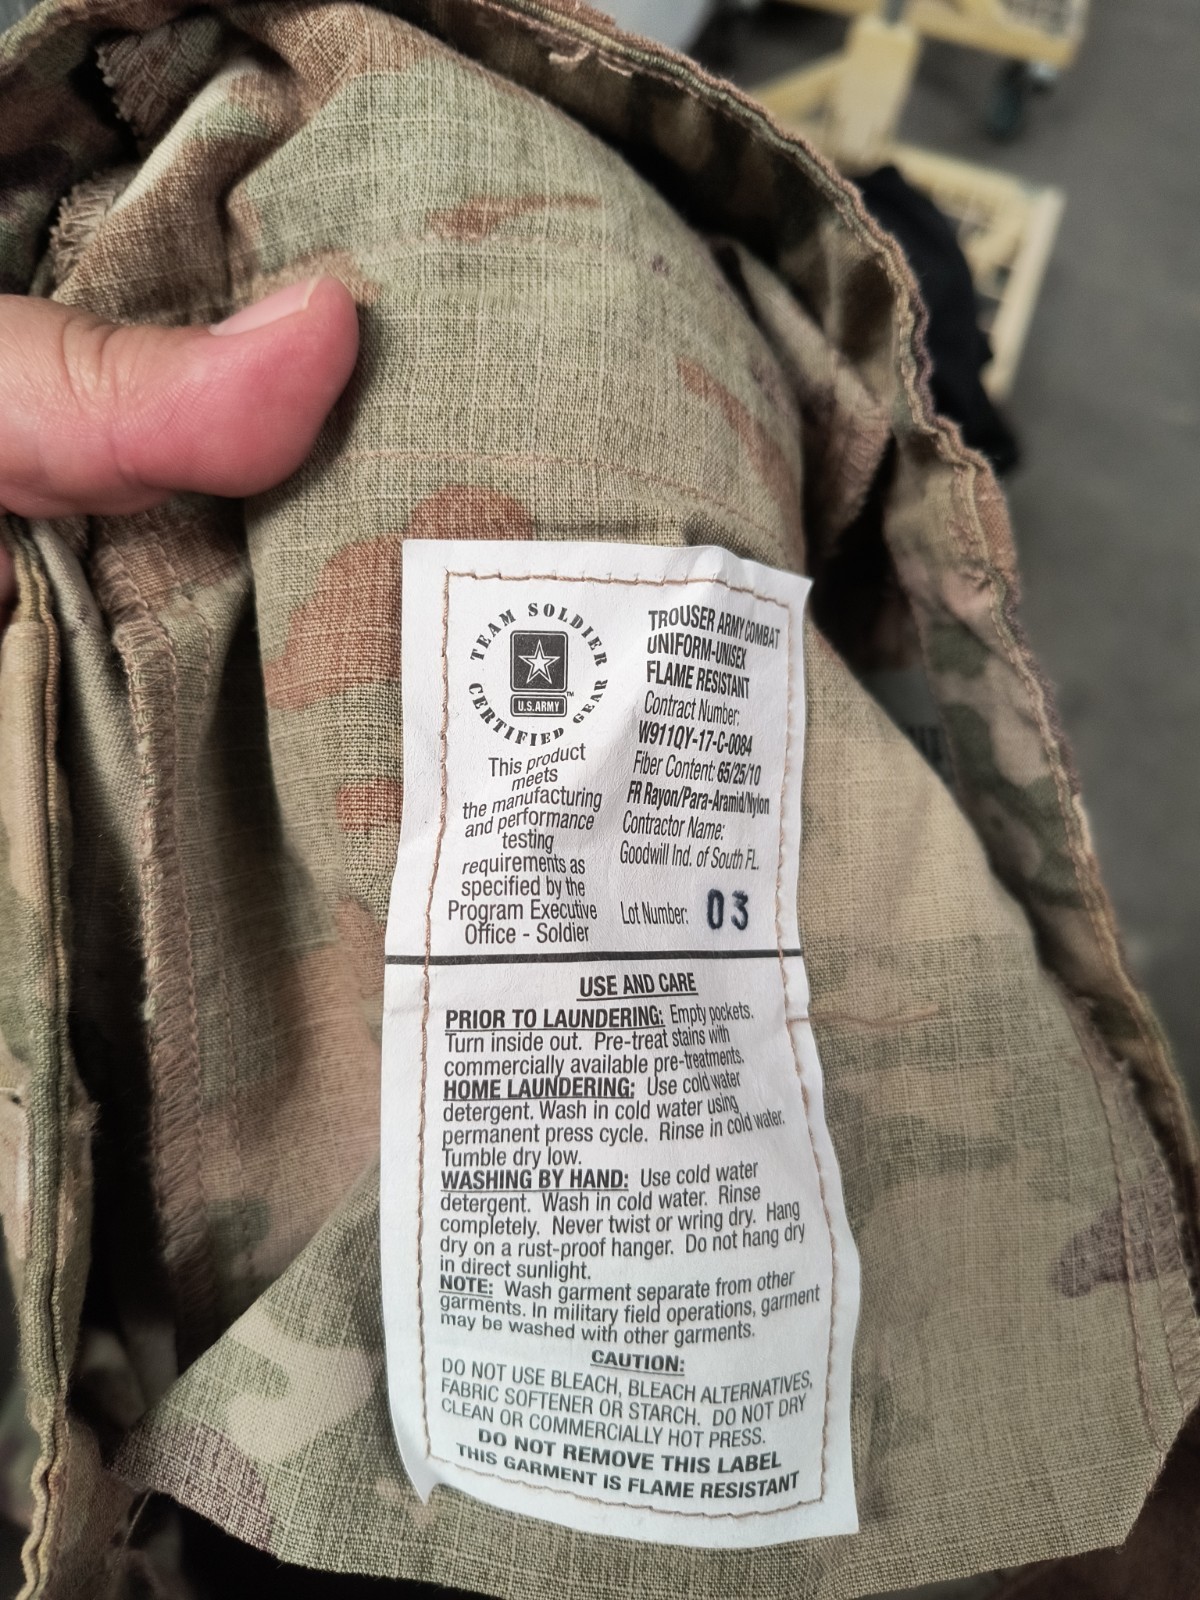 TEAM SOLDIER
CERTIFIED GEAR
U.S.ARMY
™
This product
meets
the manufacturing
and performance
testing
requirements as
specified by the
Program Executive
Office - Soldier
TROUSER ARMY COMBAT
UNIFORM-UNISEX
FLAME RESISTANT
Contract Number:
W911QY-17-C-0084
Fiber Content: 65/25/10
FR Rayon/Para-Aramid/Nylon
Contractor Name:
Goodwill Ind. of South FL.
Lot Number: 03
USE AND CARE
PRIOR TO LAUNDERING: Empty pockets.
Turn inside out. Pre-treat stains with
commercially available pre-treatments.
HOME LAUNDERING: Use cold water
detergent. Wash in cold water using
permanent press cycle. Rinse in cold water.
Tumble dry low.
WASHING BY HAND: Use cold water
detergent. Wash in cold water. Rinse
completely. Never twist or wring dry. Hang
dry on a rust-proof hanger. Do not hang dry
in direct sunlight.
NOTE: Wash garment separate from other
garments. In military field operations, garment
may be washed with other garments.
CAUTION:
DO NOT USE BLEACH, BLEACH ALTERNATIVES,
FABRIC SOFTENER OR STARCH. DO NOT DRY
CLEAN OR COMMERCIALLY HOT PRESS.
DO NOT REMOVE THIS LABEL
THIS GARMENT IS FLAME RESISTANT